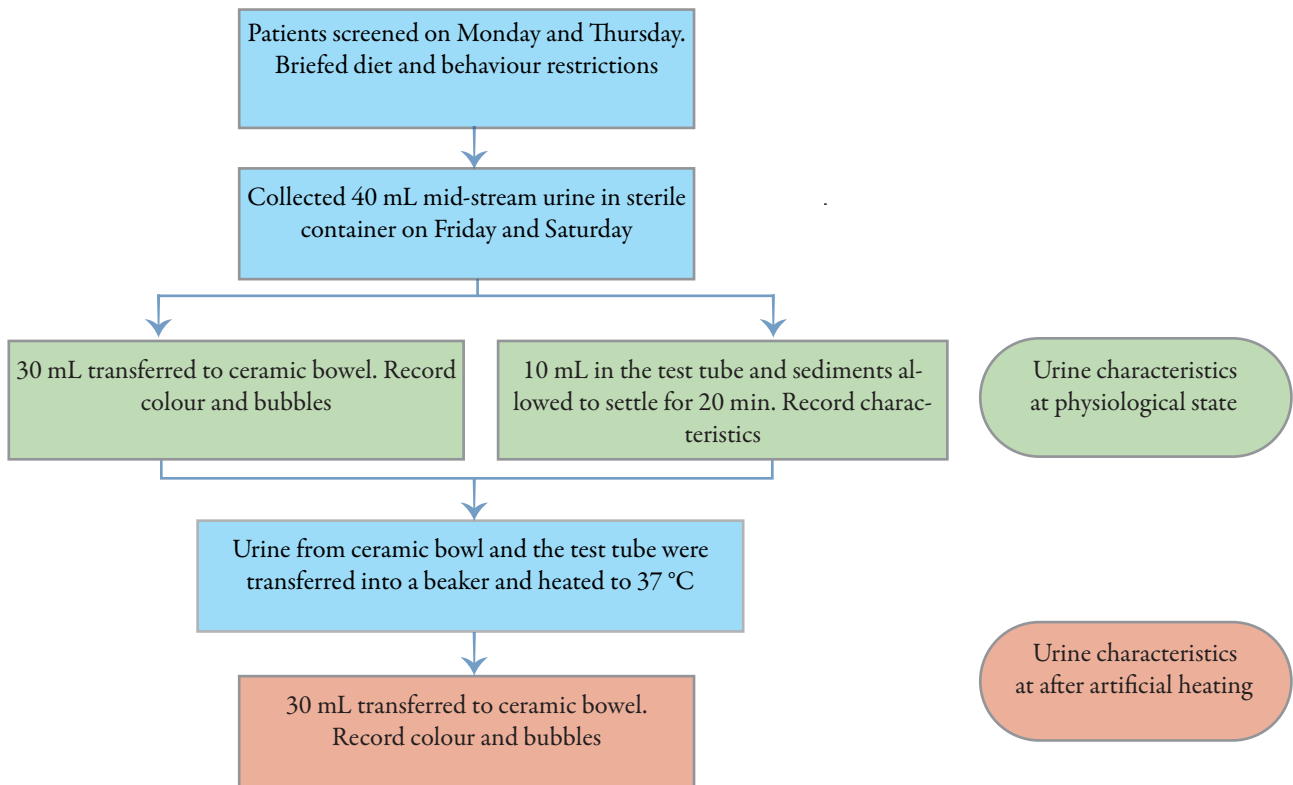 Patients screened on Monday and Thursday.
Briefed diet and behaviour restrictions
Collected 40 mL mid-stream urine in sterile
container on Friday and Saturday
30 mL transferred to ceramic bowel. Record
colour and bubbles
10 mL in the test tube and sediments al-
lowed to settle for 20 min. Record charac-
teristics
Urine characteristics
at physiological state
Urine from ceramic bowl and the test tube were
transferred into a beaker and heated to 37 °C
Urine characteristics
at after artificial heating
30 mL transferred to ceramic bowel.
Record colour and bubbles